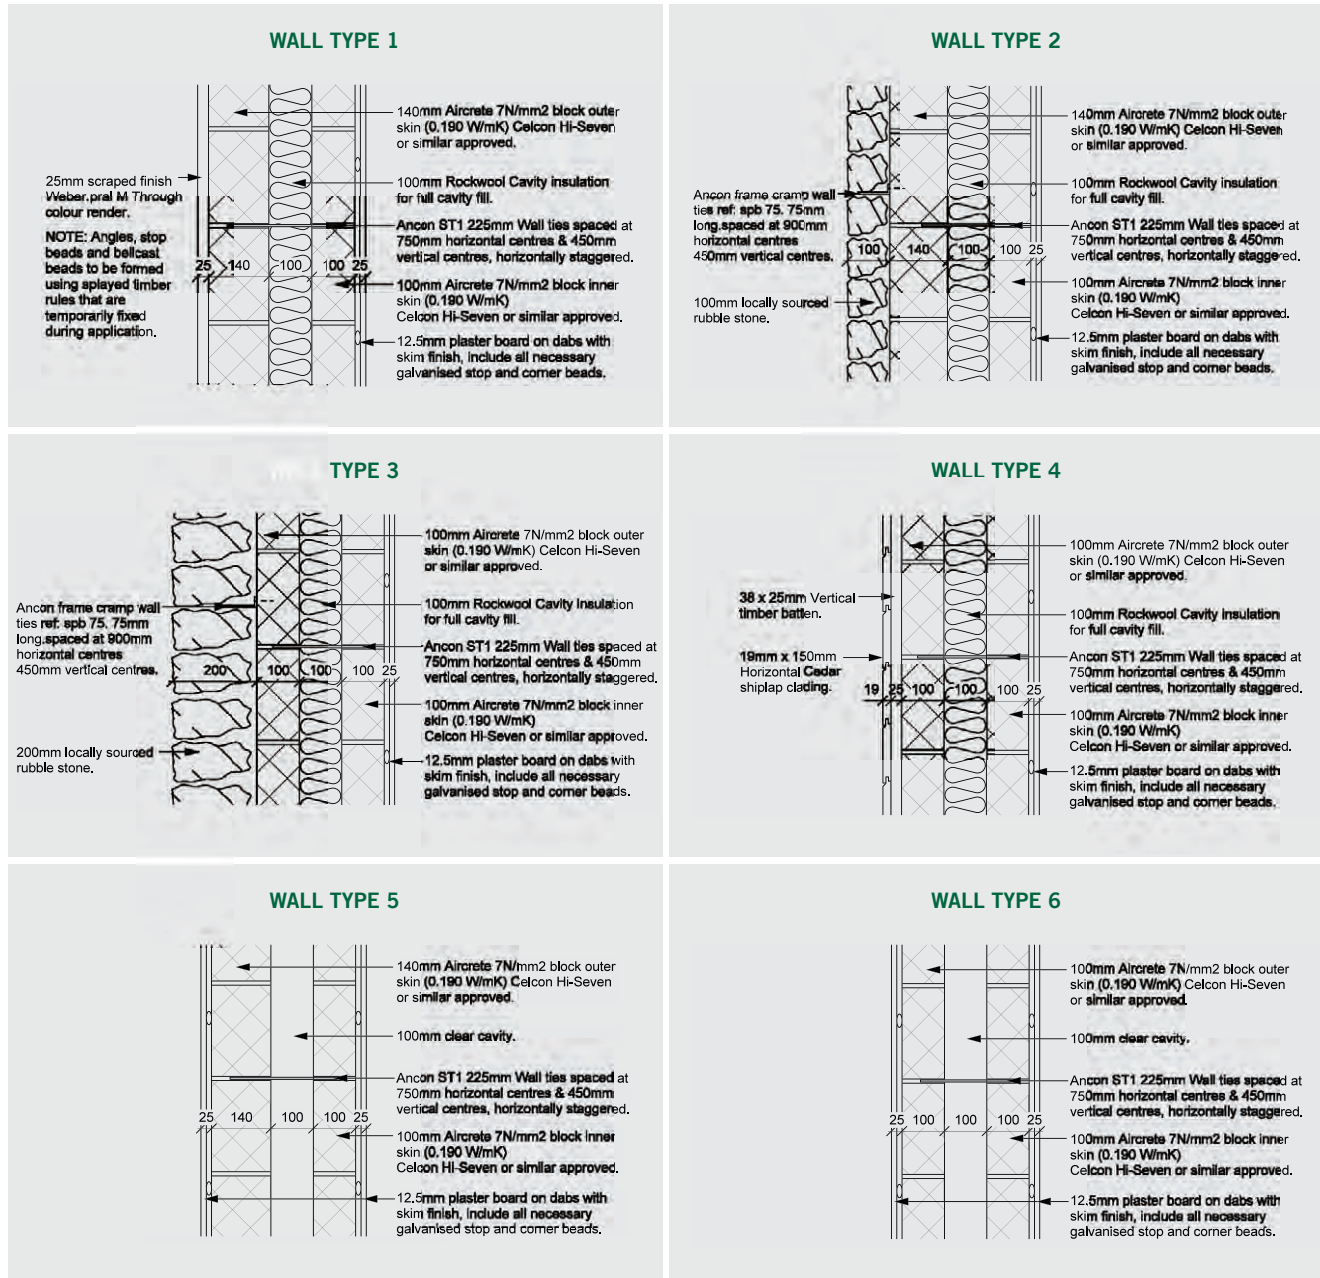 WALL TYPE 1
140mm Aircrete 7N/mm2 block outer
skin (0.190 W/mK) Celcon Hi-Seven
or similar approved.
25mm scraped finish
Weber.pral M Through
colour render.
NOTE: Angles, stop
beads and bellcast
beads to be formed
using splayed timber
rules that are
temporarily fixed
during application.
100mm Rockwool Cavity insulation
for full cavity fill.
Ancon ST1 225mm Wall ties spaced at
750mm horizontal centres & 450mm
vertical centres, horizontally staggered.
25 140 100 100 25
100mm Aircrete 7N/mm2 block inner
skin (0.190 W/mK)
Celcon Hi-Seven or similar approved.
12.5mm plaster board on dabs with
skim finish, include all necessary
galvanised stop and corner beads.
WALL TYPE 2
140mm Aircrete 7N/mm2 block outer
skin (0.190 W/mK) Celcon Hi-Seven
or similar approved.
100mm Rockwool Cavity insulation
for full cavity fill.
Ancon frame cramp wall
ties ref: spb 75. 75mm
long.spaced at 900mm
horizontal centres
450mm vertical centres.
Ancon ST1 225mm Wall ties spaced at
750mm horizontal centres & 450mm
vertical centres, horizontally staggered.
100 140 100 100 25
100mm locally sourced
rubble stone.
100mm Aircrete 7N/mm2 block inner
skin (0.190 W/mK)
Celcon Hi-Seven or similar approved.
12.5mm plaster board on dabs with
skim finish, include all necessary
galvanised stop and corner beads.
TYPE 3
100mm Aircrete 7N/mm2 block outer
skin (0.190 W/mK) Celcon Hi-Seven
or similar approved.
Ancon frame cramp wall
ties ref: spb 75. 75mm
long.spaced at 900mm
horizontal centres
450mm vertical centres.
100mm Rockwool Cavity Insulation
for full cavity fill.
Ancon ST1 225mm Wall ties spaced at
750mm horizontal centres & 450mm
vertical centres, horizontally staggered.
200 100 100 100 25
100mm Aircrete 7N/mm2 block inner
skin (0.190 W/mK)
Celcon Hi-Seven or similar approved.
200mm locally sourced
rubble stone.
12.5mm plaster board on dabs with
skim finish, include all necessary
galvanised stop and corner beads.
WALL TYPE 4
100mm Aircrete 7N/mm2 block outer
skin (0.190 W/mK) Celcon Hi-Seven
or similar approved.
38 x 25mm Vertical
timber batten.
100mm Rockwool Cavity Insulation
for full cavity fill.
19mm x 150mm
Horizontal Cedar
shiplap clading.
Ancon ST1 225mm Wall ties spaced at
750mm horizontal centres & 450mm
vertical centres, horizontally staggered.
19 25 100 100 100 25
100mm Aircrete 7N/mm2 block inner
skin (0.190 W/mK)
Celcon Hi-Seven or similar approved.
12.5mm plaster board on dabs with
skim finish, include all necessary
galvanised stop and corner beads.
WALL TYPE 5
140mm Aircrete 7N/mm2 block outer
skin (0.190 W/mK) Celcon Hi-Seven
or similar approved.
100mm clear cavity.
Ancon ST1 225mm Wall ties spaced at
750mm horizontal centres & 450mm
vertical centres, horizontally staggered.
25 140 100 100 25
100mm Aircrete 7N/mm2 block inner
skin (0.190 W/mK)
Celcon Hi-Seven or similar approved.
12.5mm plaster board on dabs with
skim finish, include all necessary
galvanised stop and corner beads.
WALL TYPE 6
100mm Aircrete 7N/mm2 block outer
skin (0.190 W/mK) Celcon Hi-Seven
or similar approved.
100mm clear cavity.
Ancon ST1 225mm Wall ties spaced at
750mm horizontal centres & 450mm
vertical centres, horizontally staggered.
25 100 100 100 25
100mm Aircrete 7N/mm2 block inner
skin (0.190 W/mK)
Celcon Hi-Seven or similar approved.
12.5mm plaster board on dabs with
skim finish, include all necessary
galvanised stop and corner beads.